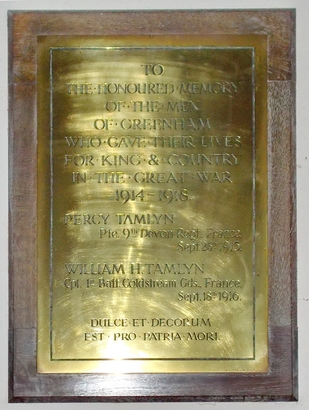 TO
THE·HONOURED·MEMORY
OF·THE·MEN
OF·GREENHAM
WHO·GAVE·THEIR·LIVES
FOR·KING·&·COUNTRY
IN·THE·GREAT·WAR
1914-1918.
PERCY TAMLYN
Pte. 9th Devon Regt. France.
Sept. 1915.
WILLIAM H. TAMLYN
Cpl. 1st Batt. Coldstream Gds., France.
Sept. 1916.
DULCE·ET·DECORUM
EST·PRO·PATRIA·MORI.